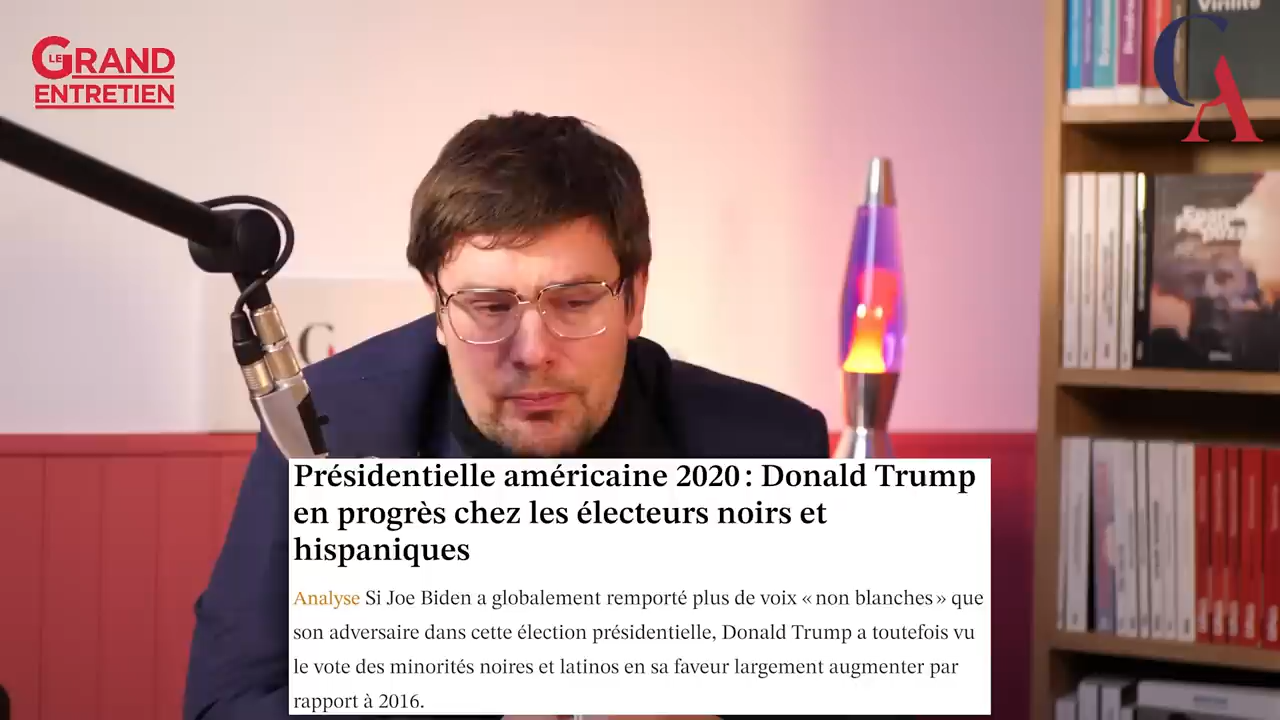 LE
GRAND
ENTRETIEN
Virilité
CA
Présidentielle américaine 2020 : Donald Trump
en progrès chez les électeurs noirs et
hispaniques
Analyse Si Joe Biden a globalement remporté plus de voix « non blanches » que
son adversaire dans cette élection présidentielle, Donald Trump a toutefois vu
le vote des minorités noires et latinos en sa faveur largement augmenter par
rapport à 2016.